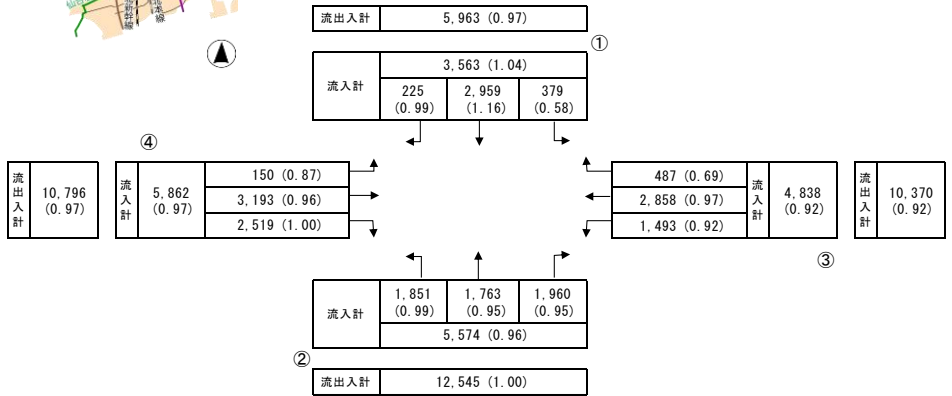 流出入計 5,963 (0.97)
①
流入計 3,563 (1.04)
225 2,959 379
(0.99) (1.16) (0.58)
④
流出入計 10,796 (0.97)
流入計 5,862 (0.97)
150 (0.87)
3,193 (0.96)
2,519 (1.00)
487 (0.69)
2,858 (0.97)
1,493 (0.92)
流入計 4,838 (0.92)
流出入計 10,370 (0.92)
③
流入計
1,851 1,763 1,960
(0.99) (0.95) (0.95)
5,574 (0.96)
②
流出入計 12,545 (1.00)